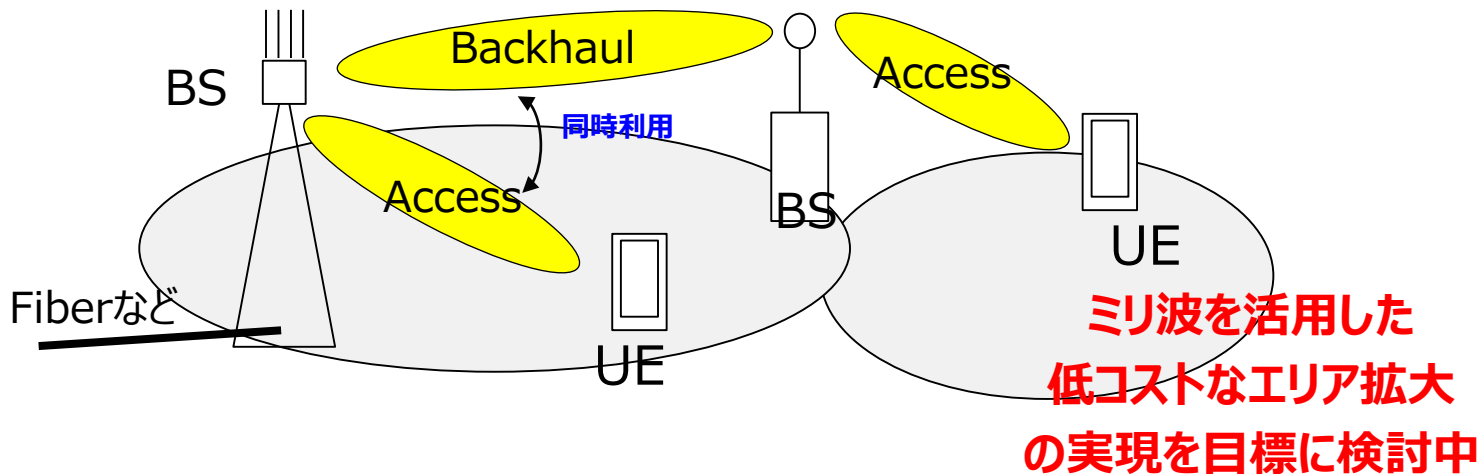 Backhaul
BS
Access
同時利用
Access
BS
UE
Fiberなど
UE
ミリ波を活用した
低コストなエリア拡大
の実現を目標に検討中